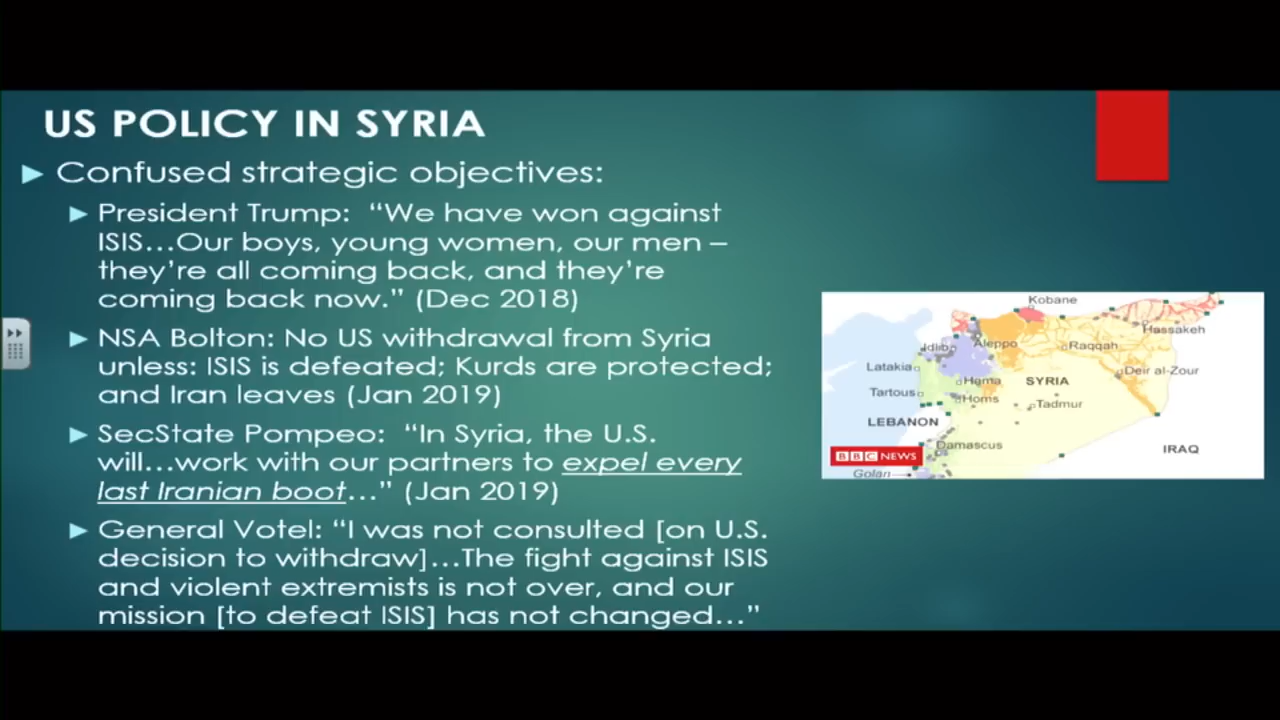 US POLICY IN SYRIA
Confused strategic objectives:
President Trump: “We have won against
ISIS...Our boys, young women, our men –
they’re all coming back, and they’re
coming back now.” (Dec 2018)
NSA Bolton: No US withdrawal from Syria
unless: ISIS is defeated; Kurds are protected;
and Iran leaves (Jan 2019)
SecState Pompeo: “In Syria, the U.S.
will...work with our partners to expel every
last Iranian boot...” (Jan 2019)
General Votel: “I was not consulted [on U.S.
decision to withdraw]...The fight against ISIS
and violent extremists is not over, and our
mission [to defeat ISIS] has not changed...”
Kobane
Hassakeh
Idlib
Aleppo
Raqqah
Latakia
Deir al-Zour
Hama
SYRIA
Tartous
Homs
Tadmur
LEBANON
Damascus
IRAQ
BBC NEWS
Golan